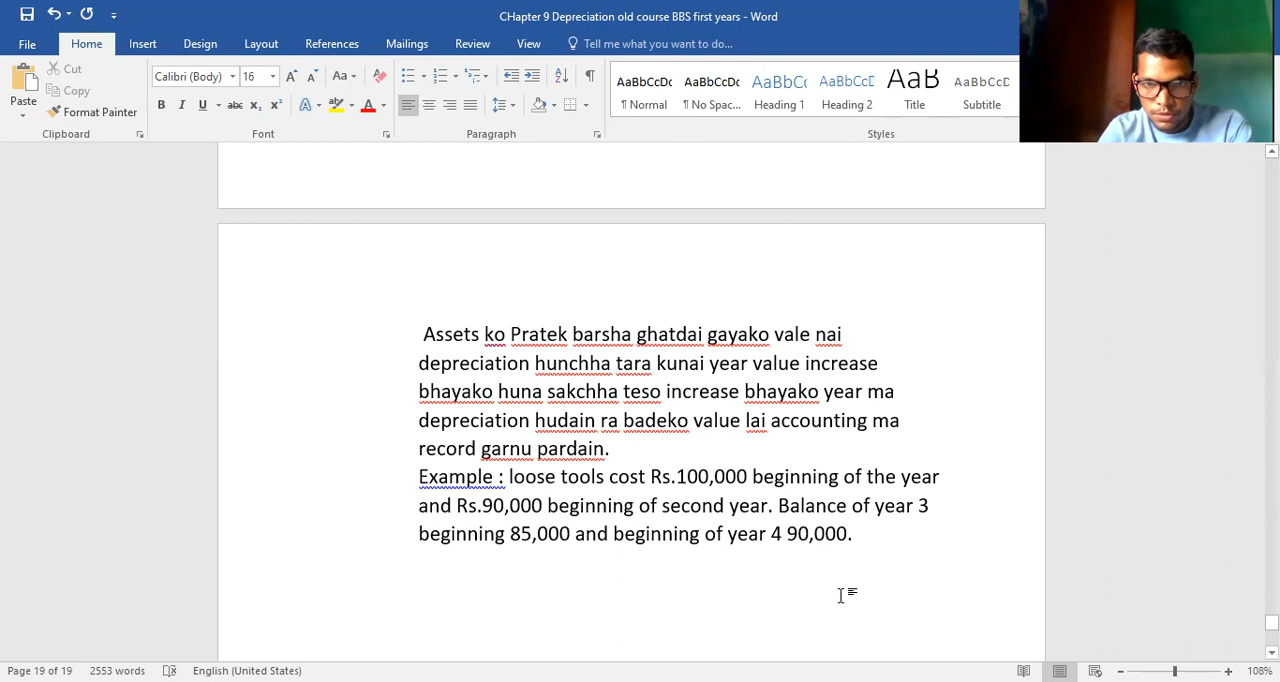 CHapter 9 Depreciation old course BBS first years - Word
File Home Insert Design Layout References Mailings Review View Tell me what you want to do...
Paste
Cut
Copy
Format Painter
Calibri (Body) 16
AaBbCcDc AaBbCcDc AaBbCc AaBbCcE AaB AaBbCcD
¶ Normal ¶ No Spac... Heading 1 Heading 2 Title Subtitle
Clipboard Font Paragraph Styles
Assets ko Pratek barsha ghatdai gayako vale nai
depreciation hunchha tara kunai year value increase
bhayako huna sakchha teso increase bhayako year ma
depreciation hudain ra badeko value lai accounting ma
record garnu pardain.
Example : loose tools cost Rs.100,000 beginning of the year
and Rs.90,000 beginning of second year. Balance of year 3
beginning 85,000 and beginning of year 4 90,000.
Page 19 of 19 2553 words English (United States) 108%